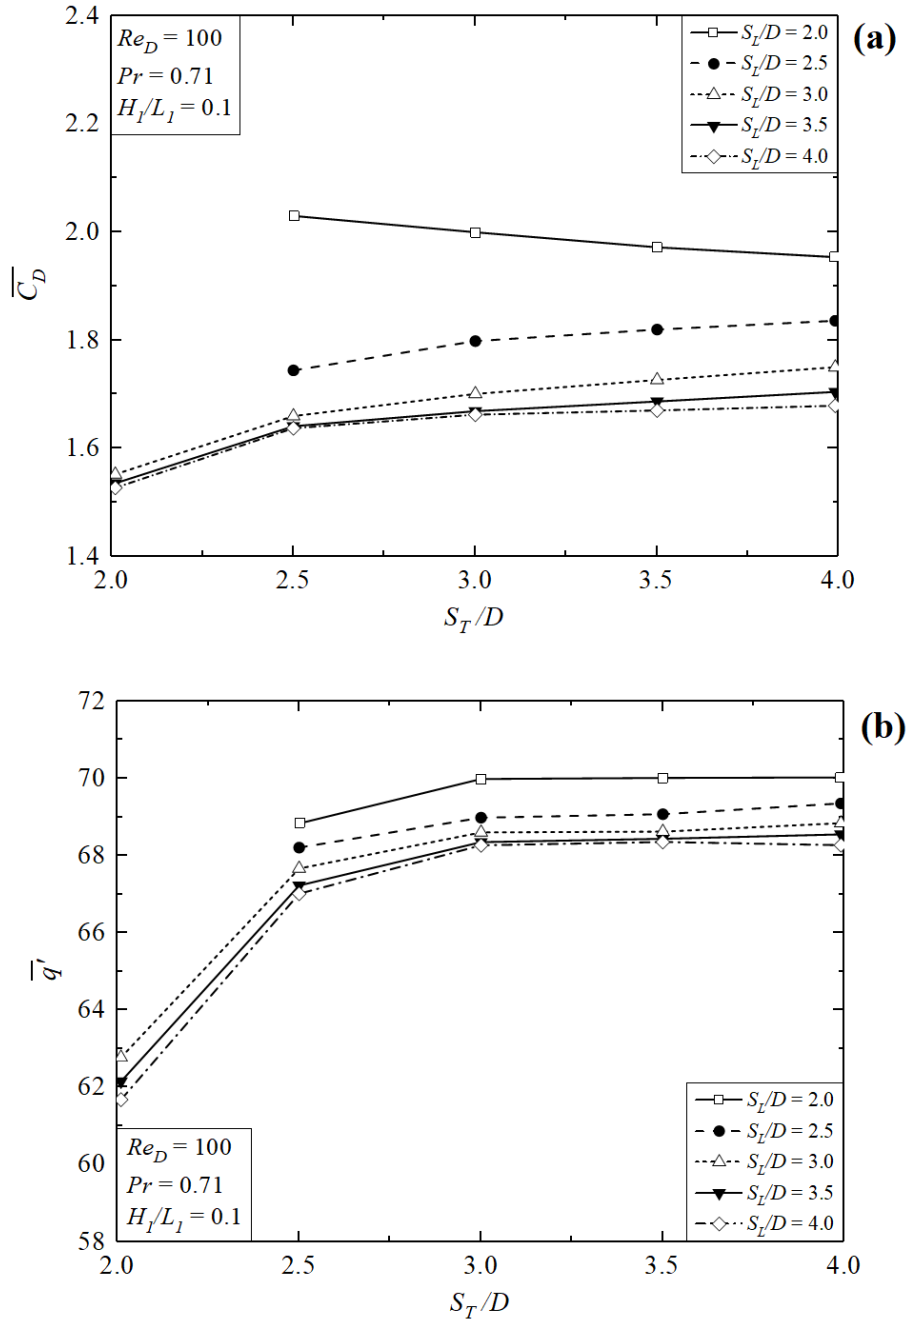 2.4
Re_D = 100
Pr = 0.71
H_1/L_1 = 0.1
S_L/D = 2.0
S_L/D = 2.5
S_L/D = 3.0
S_L/D = 3.5
S_L/D = 4.0
(a)
2.2
2.0
1.8
1.6
1.4
C̅_D
2.0 2.5 3.0 3.5 4.0
S_T/D
72
(b)
70
68
66
64
62
60
58
q̅'
Re_D = 100
Pr = 0.71
H_1/L_1 = 0.1
S_L/D = 2.0
S_L/D = 2.5
S_L/D = 3.0
S_L/D = 3.5
S_L/D = 4.0
2.0 2.5 3.0 3.5 4.0
S_T/D